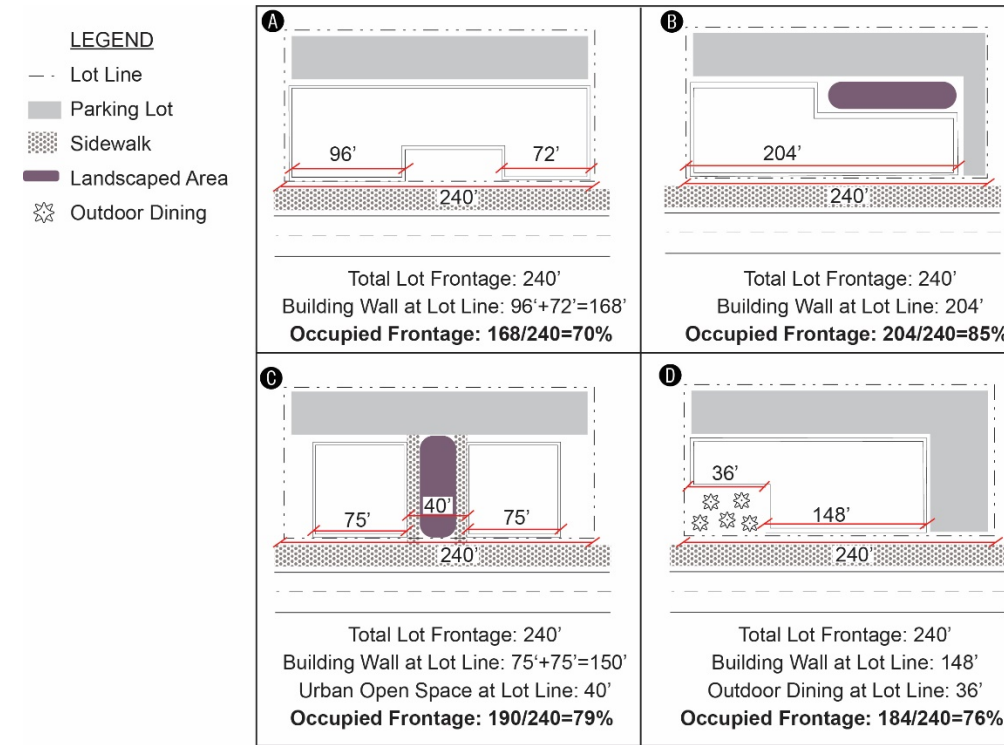 LEGEND
Lot Line
Parking Lot
Sidewalk
Landscaped Area
Outdoor Dining
A
96’
72’
240’
Total Lot Frontage: 240’
Building Wall at Lot Line: 96‘+72’=168’
Occupied Frontage: 168/240=70%
B
204’
240’
Total Lot Frontage: 240’
Building Wall at Lot Line: 204’
Occupied Frontage: 204/240=85%
C
40’
75’
75’
240’
Total Lot Frontage: 240’
Building Wall at Lot Line: 75‘+75’=150’
Urban Open Space at Lot Line: 40’
Occupied Frontage: 190/240=79%
D
36’
148’
240’
Total Lot Frontage: 240’
Building Wall at Lot Line: 148’
Outdoor Dining at Lot Line: 36’
Occupied Frontage: 184/240=76%